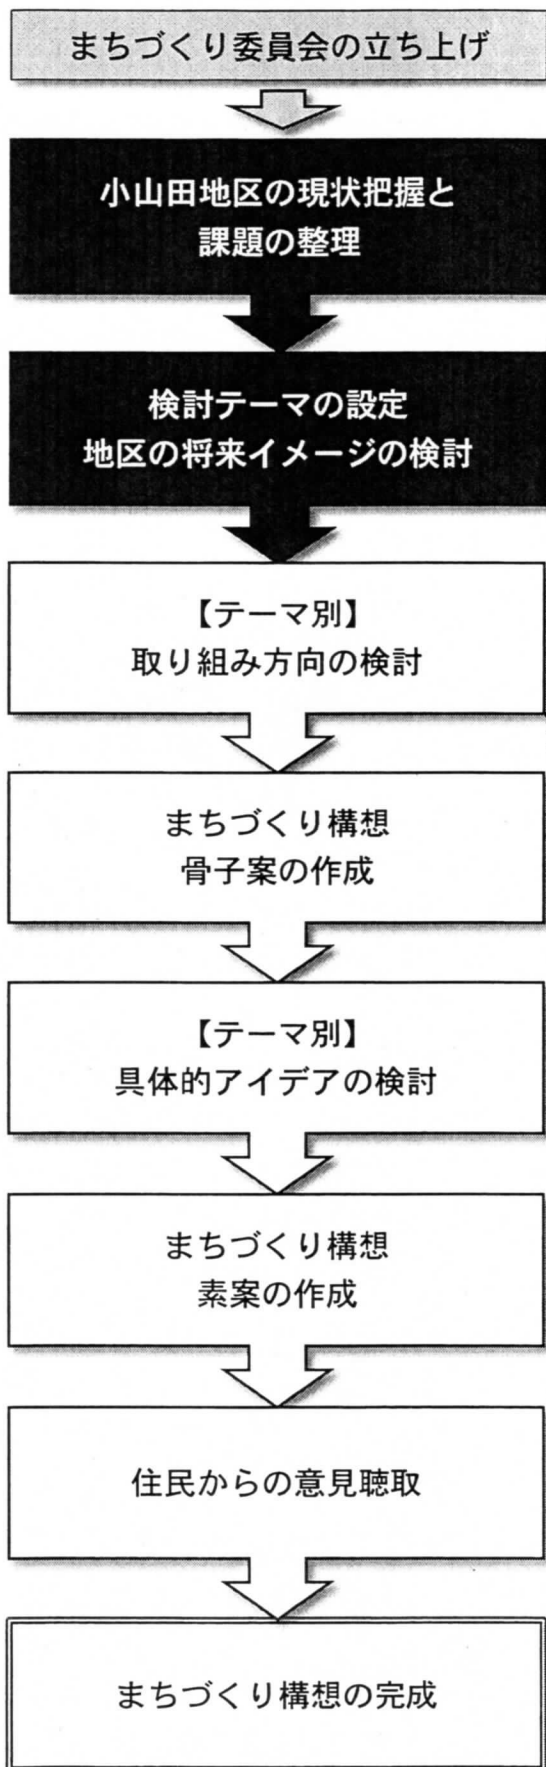 まちづくり委員会の立ち上げ
小山田地区の現状把握と
課題の整理
検討テーマの設定
地区の将来イメージの検討
【テーマ別】
取り組み方向の検討
まちづくり構想
骨子案の作成
【テーマ別】
具体的アイデアの検討
まちづくり構想
素案の作成
住民からの意見聴取
まちづくり構想の完成